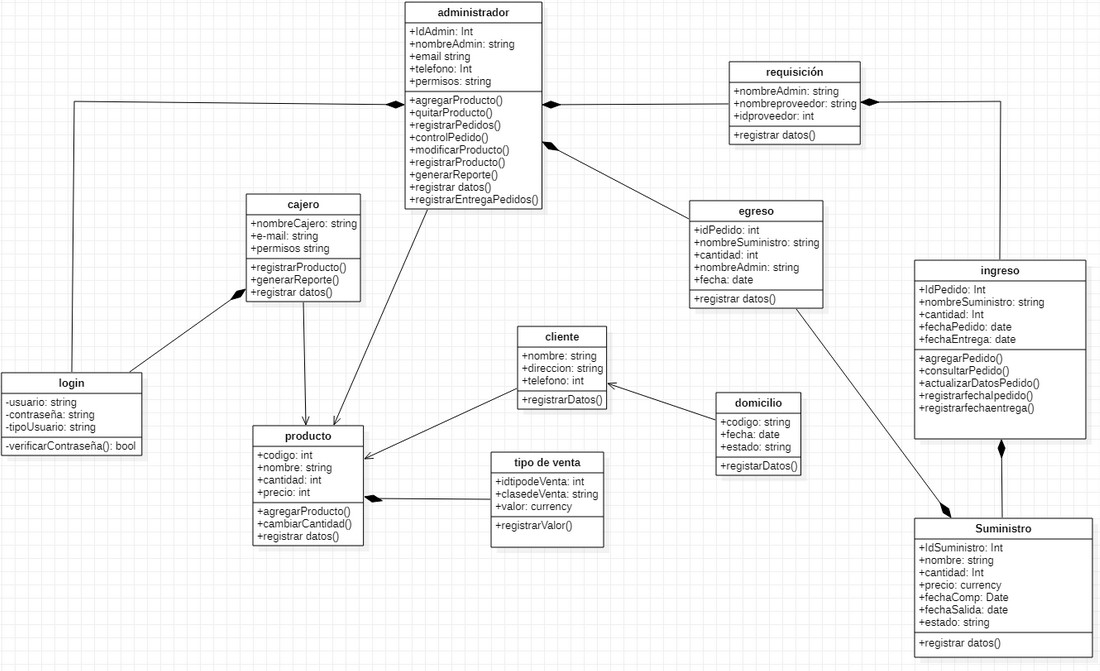 administrador
+IdAdmin: Int
+nombreAdmin: string
+email string
+telefono: Int
+permisos: string
+agregarProducto()
+quitarProducto()
+registrarPedidos()
+controlPedido()
+modificarProducto()
+registrarProducto()
+generarReporte()
+registrar datos()
+registrarEntregaPedidos()
requisición
+nombreAdmin: string
+nombreproveedor: string
+idproveedor: int
+registrar datos()
cajero
+nombreCajero: string
+e-mail: string
+permisos string
+registrarProducto()
+generarReporte()
+registrar datos()
egreso
+idPedido: int
+nombreSuministro: string
+cantidad: int
+nombreAdmin: string
+fecha: date
+registrar datos()
ingreso
+IdPedido: Int
+nombreSuministro: string
+cantidad: Int
+fechaPedido: date
+fechaEntrega: date
+agregarPedido()
+consultarPedido()
+actualizarDatosPedido()
+registrarfechalpedido()
+registrarfechaentrega()
cliente
+nombre: string
+direccion: string
+telefono: int
+registrarDatos()
login
-usuario: string
-contraseña: string
-tipoUsuario: string
-verificarContraseña(): bool
domicilio
+codigo: string
+fecha: date
+estado: string
+registarDatos()
producto
+codigo: int
+nombre: string
+cantidad: int
+precio: int
+agregarProducto()
+cambiarCantidad()
+registrar datos()
tipo de venta
+idtipodeVenta: int
+clasedeVenta: string
+valor: currency
+registrarValor()
Suministro
+IdSuministro: Int
+nombre: string
+cantidad: Int
+precio: currency
+fechaComp: Date
+fechaSalida: date
+estado: string
+registrar datos()